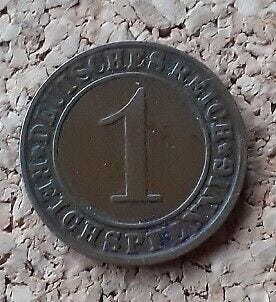 DEUTSCHES REICH
1
REICHSPFENNIG